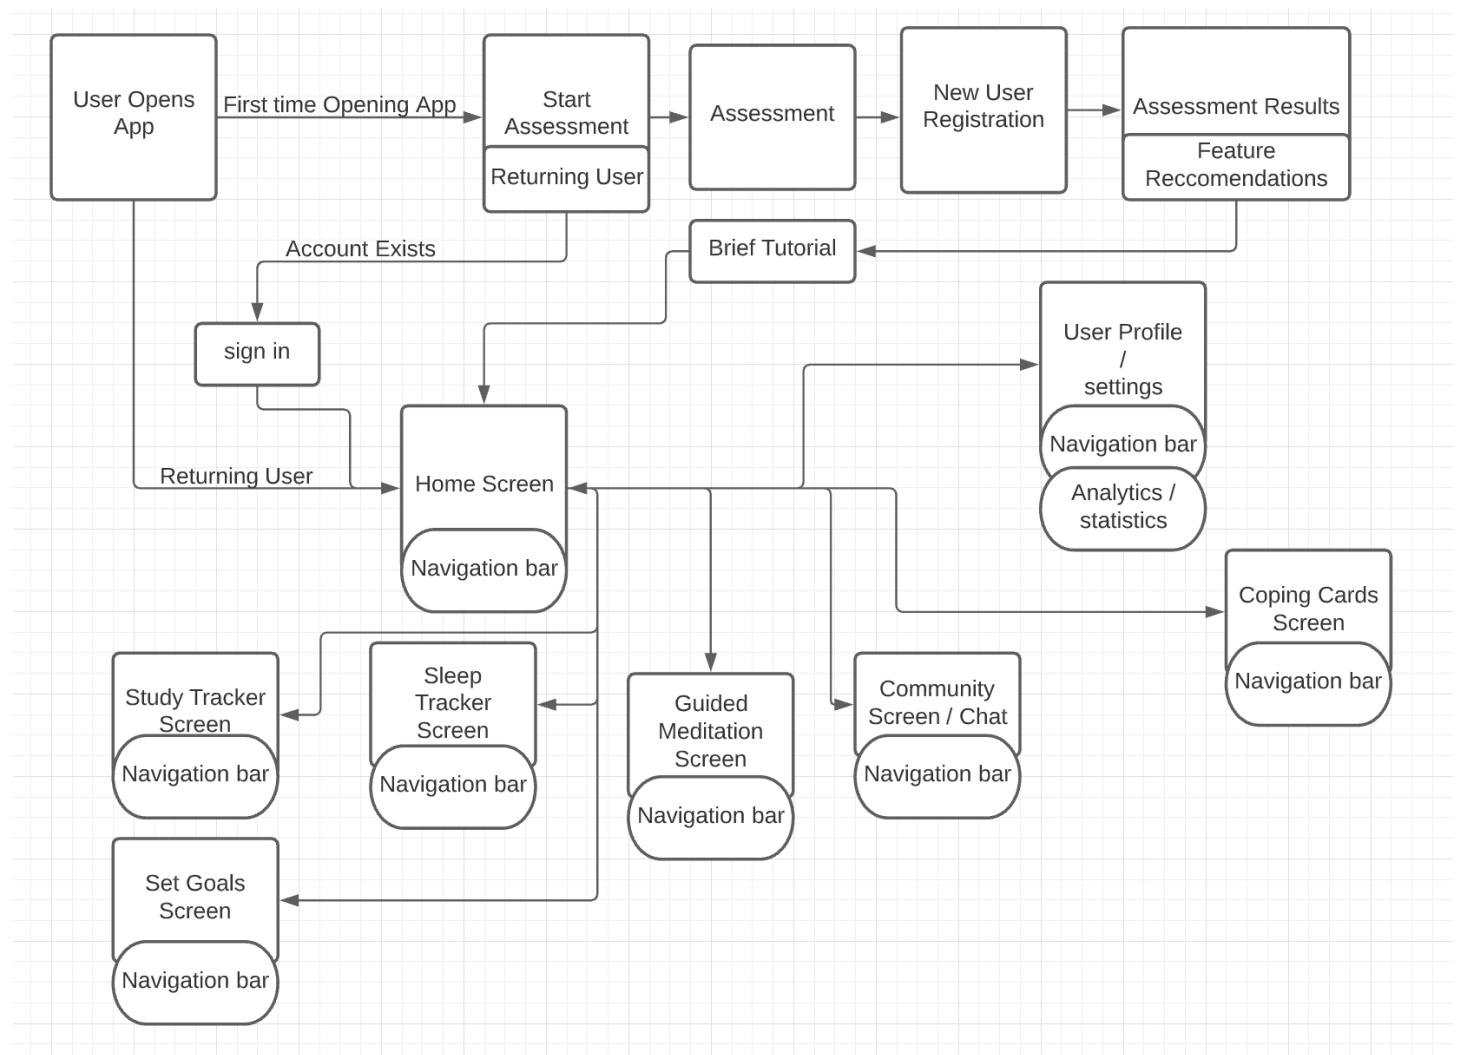 User Opens
App
First time Opening App
Start
Assessment
Returning User
Assessment
New User
Registration
Assessment Results
Feature
Reccomendations
Account Exists
Brief Tutorial
sign in
User Profile
/
settings
Navigation bar
Analytics /
statistics
Returning User
Home Screen
Navigation bar
Coping Cards
Screen
Navigation bar
Study Tracker
Screen
Navigation bar
Sleep
Tracker
Screen
Navigation bar
Guided
Meditation
Screen
Navigation bar
Community
Screen / Chat
Navigation bar
Set Goals
Screen
Navigation bar